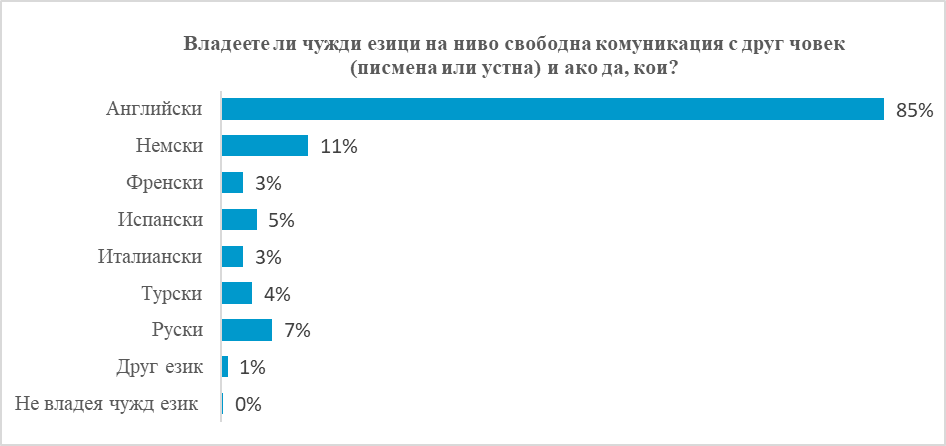 Владеете ли чужди езици на ниво свободна комуникация с друг човек
(писмена или устна) и ако да, кои?
Английски 85%
Немски 11%
Френски 3%
Испански 5%
Италиански 3%
Турски 4%
Руски 7%
Друг език 1%
Не владея чужд език 0%